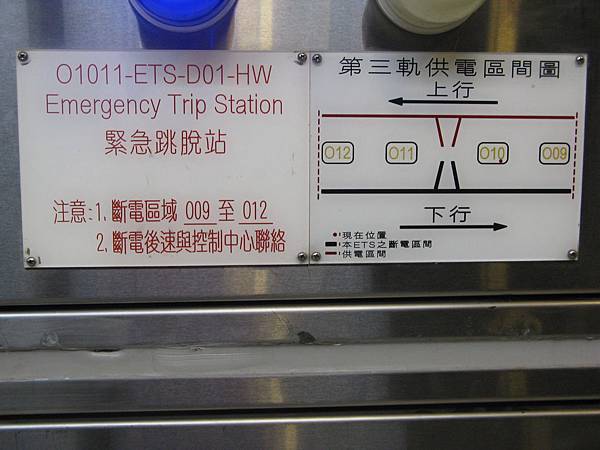 O1011-ETS-D01-HW
Emergency Trip Station
緊急跳脫站
注意:1.斷電區域 009 至 012
2.斷電後速與控制中心聯絡
第三軌供電區間圖
上行
O12 O11 O10 O09
下行
現在位置
本ETS之斷電區間
供電區間